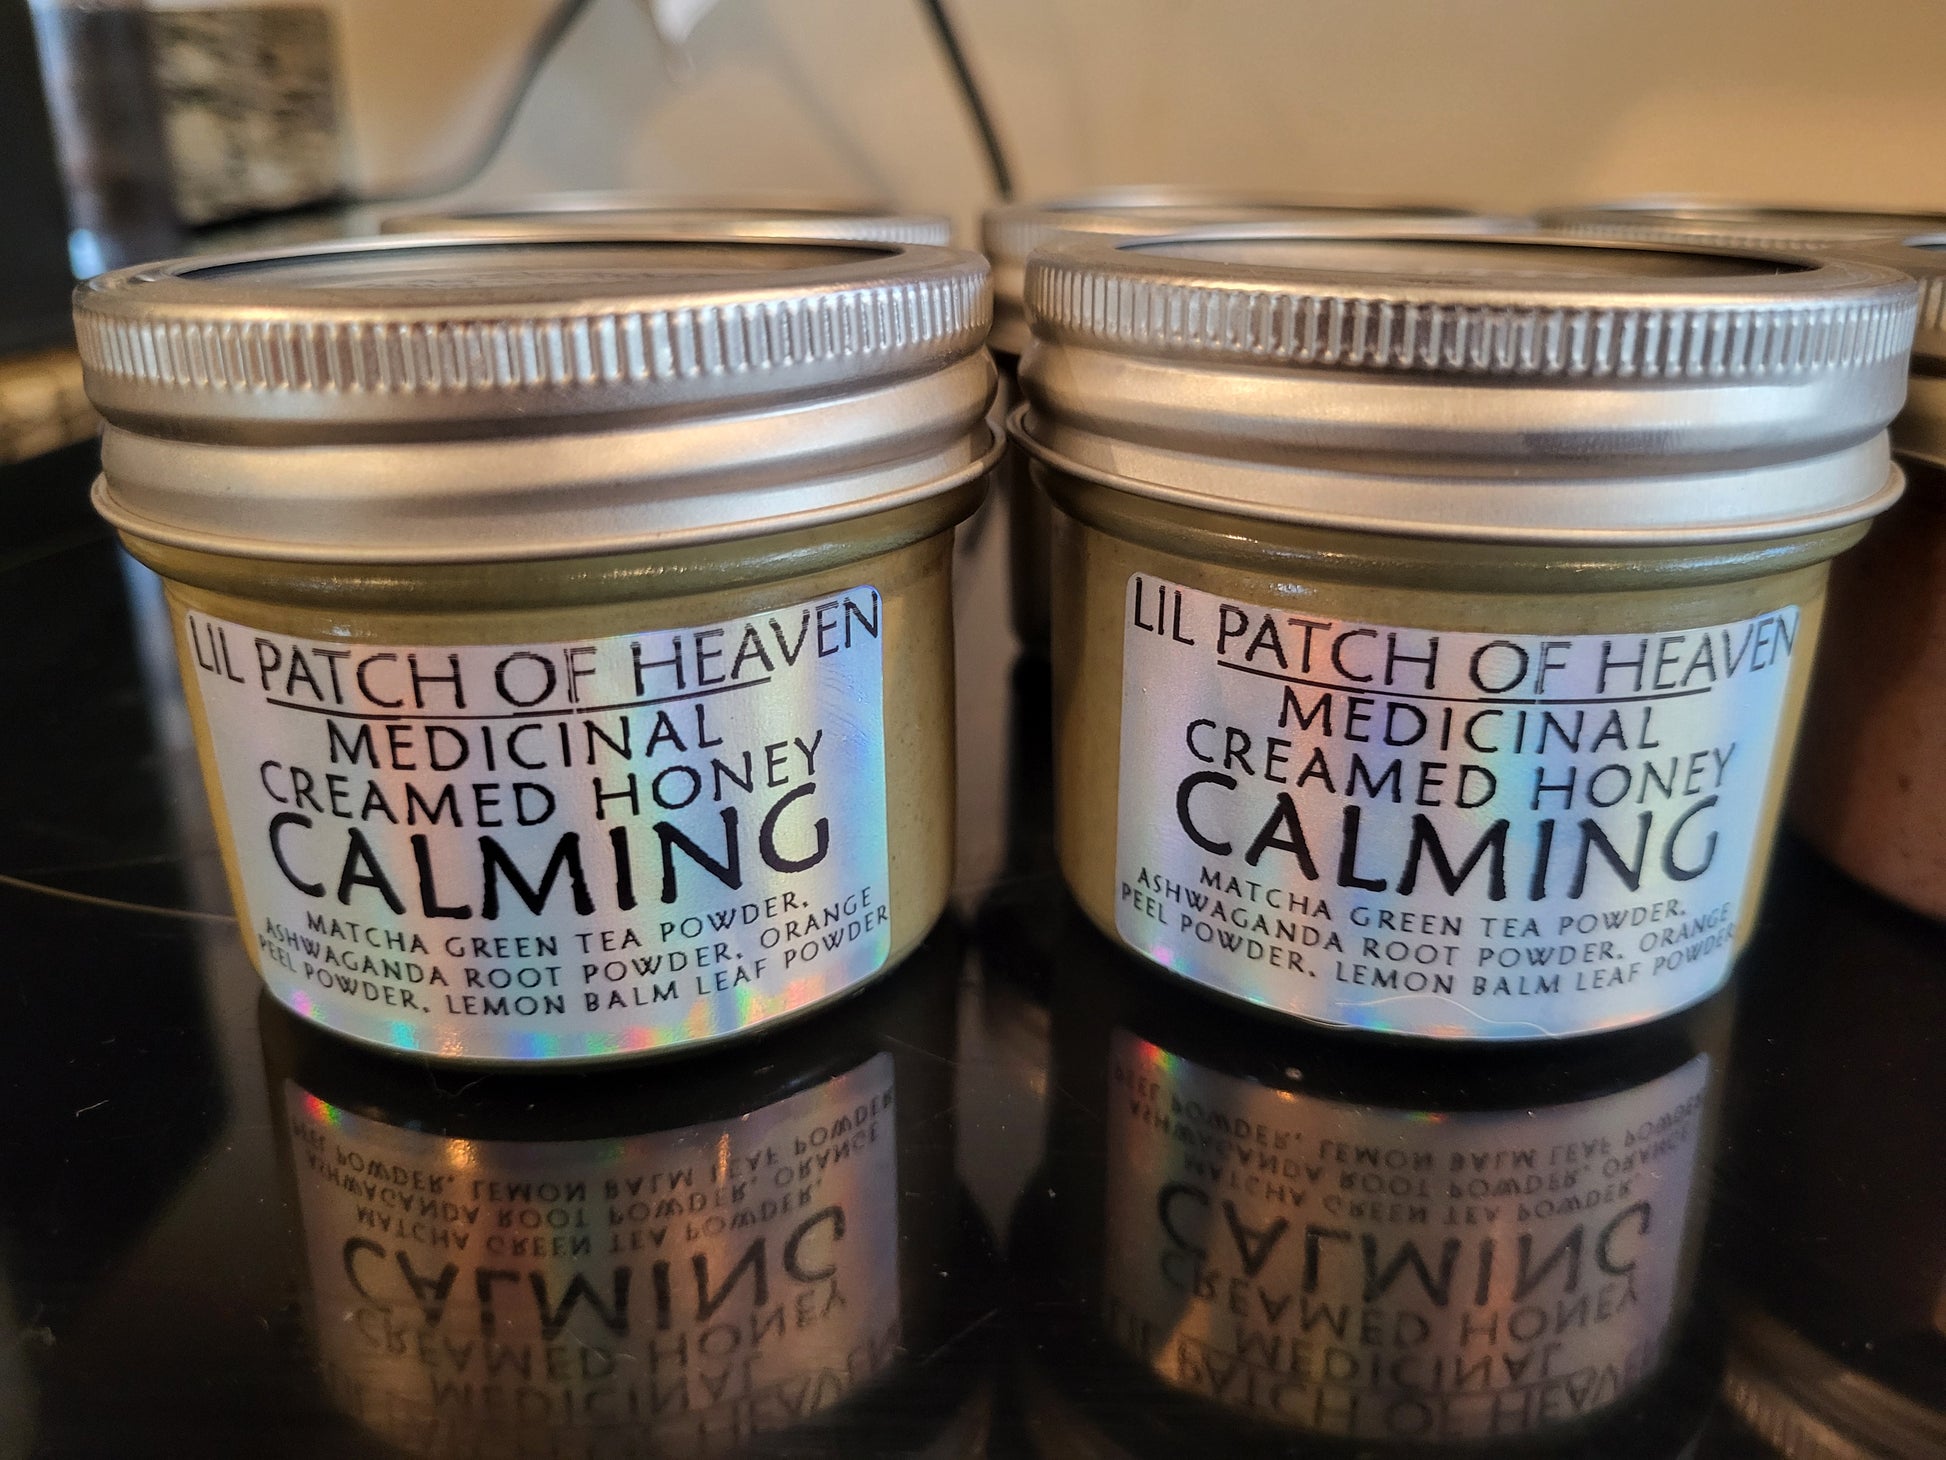 LIL PATCH OF HEAVEN
MEDICINAL
CREAMED HONEY
CALMING
MATCHA GREEN TEA POWDER,
ASHWAGANDA ROOT POWDER, ORANGE
PEEL POWDER, LEMON BALM LEAF POWDER
LIL PATCH OF HEAVEN
MEDICINAL
CREAMED HONEY
CALMING
MATCHA GREEN TEA POWDER,
ASHWAGANDA ROOT POWDER, ORANGE
PEEL POWDER, LEMON BALM LEAF POWDER